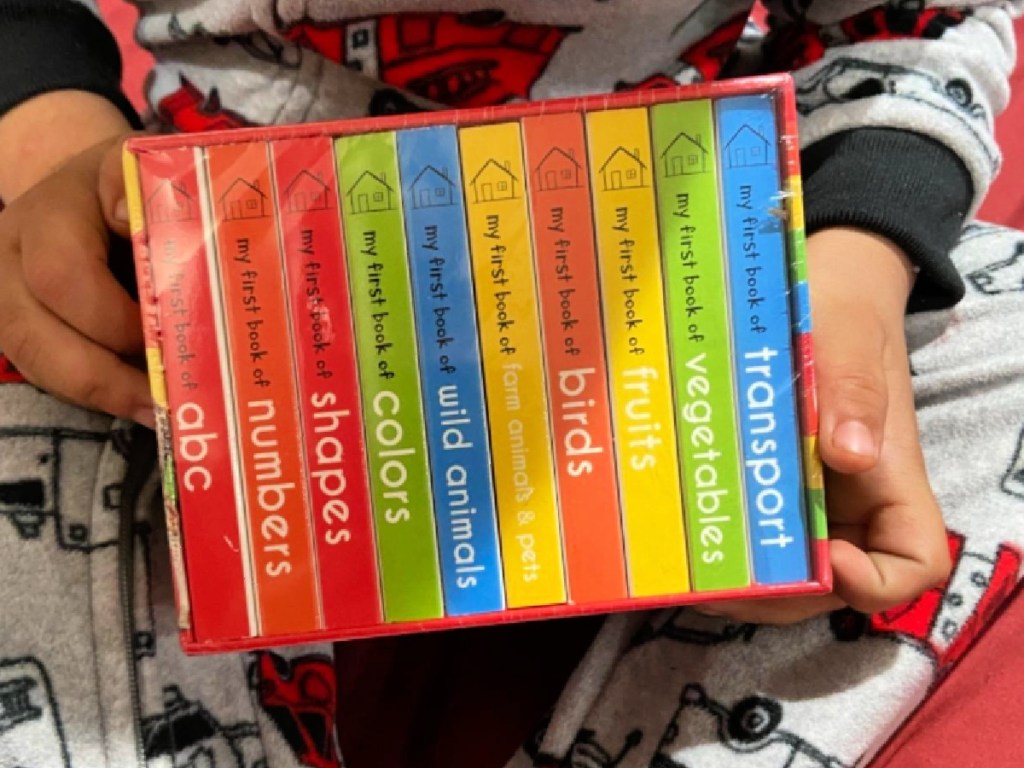 my first book of abc
my first book of numbers
my first book of shapes
my first book of colors
my first book of wild animals
my first book of farm animals & pets
my first book of birds
my first book of fruits
my first book of vegetables
my first book of transport